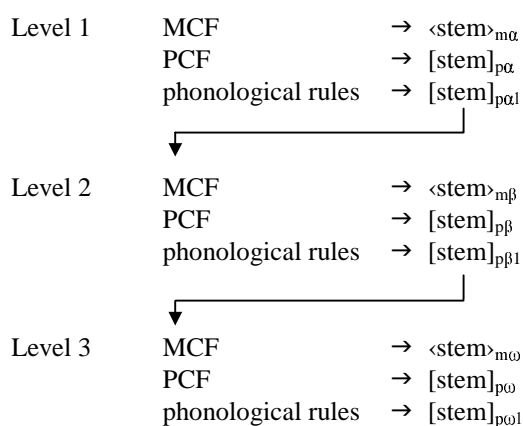 Level 1 MCF → ‹stem›mα
PCF → [stem]pα
phonological rules → [stem]pα1
Level 2 MCF → ‹stem›mβ
PCF → [stem]pβ
phonological rules → [stem]pβ1
Level 3 MCF → ‹stem›mω
PCF → [stem]pω
phonological rules → [stem]pω1